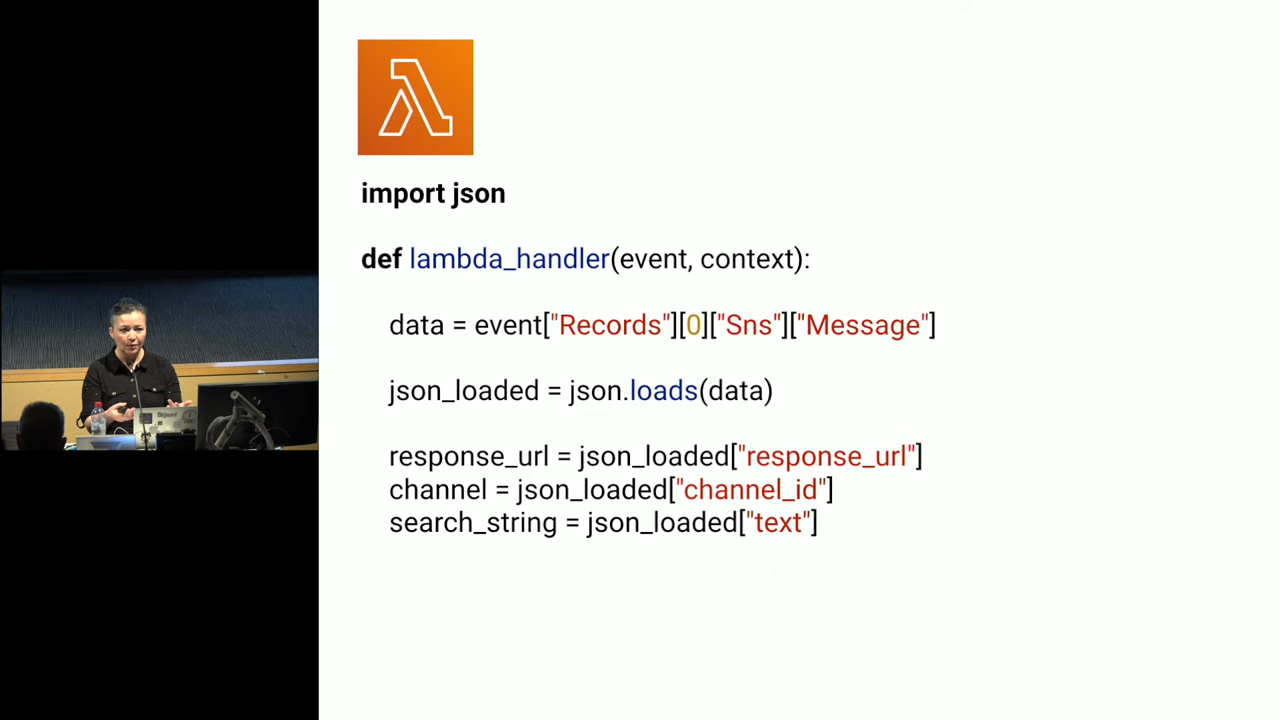 import json
def lambda_handler(event, context):
data = event["Records"][0]["Sns"]["Message"]
json_loaded = json.loads(data)
response_url = json_loaded["response_url"]
channel = json_loaded["channel_id"]
search_string = json_loaded["text"]